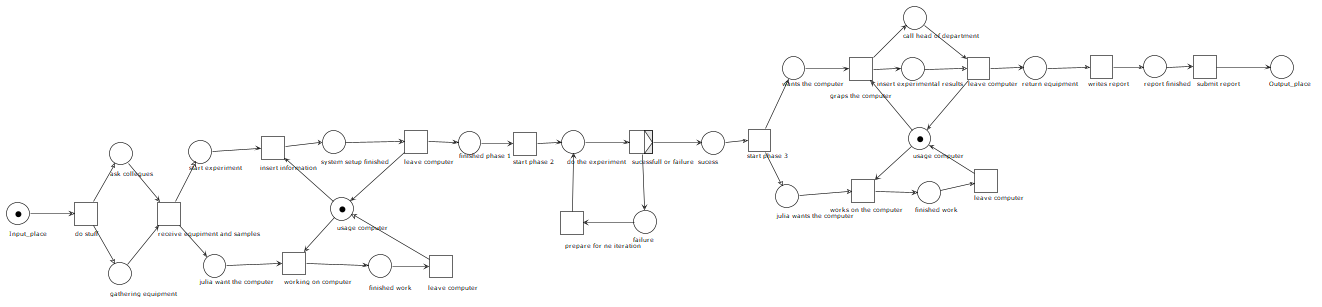 call head of department
wants the computer
insert experimental results
leave computer
return equipment
writes report
report finished
submit report
Output_place
graps the computer
usage computer
finished phase 1
start phase 2
do the experiment
sucessfull or failure
sucess
start phase 3
system setup finished
leave computer
insert information
start experiment
ask collegues
Input_place
do stuff
receive equpiment and samples
usage computer
failure
prepare for ne iteration
julia wants the computer
works on the computer
finished work
leave computer
julia want the computer
working on computer
finished work
leave computer
gathering equipment